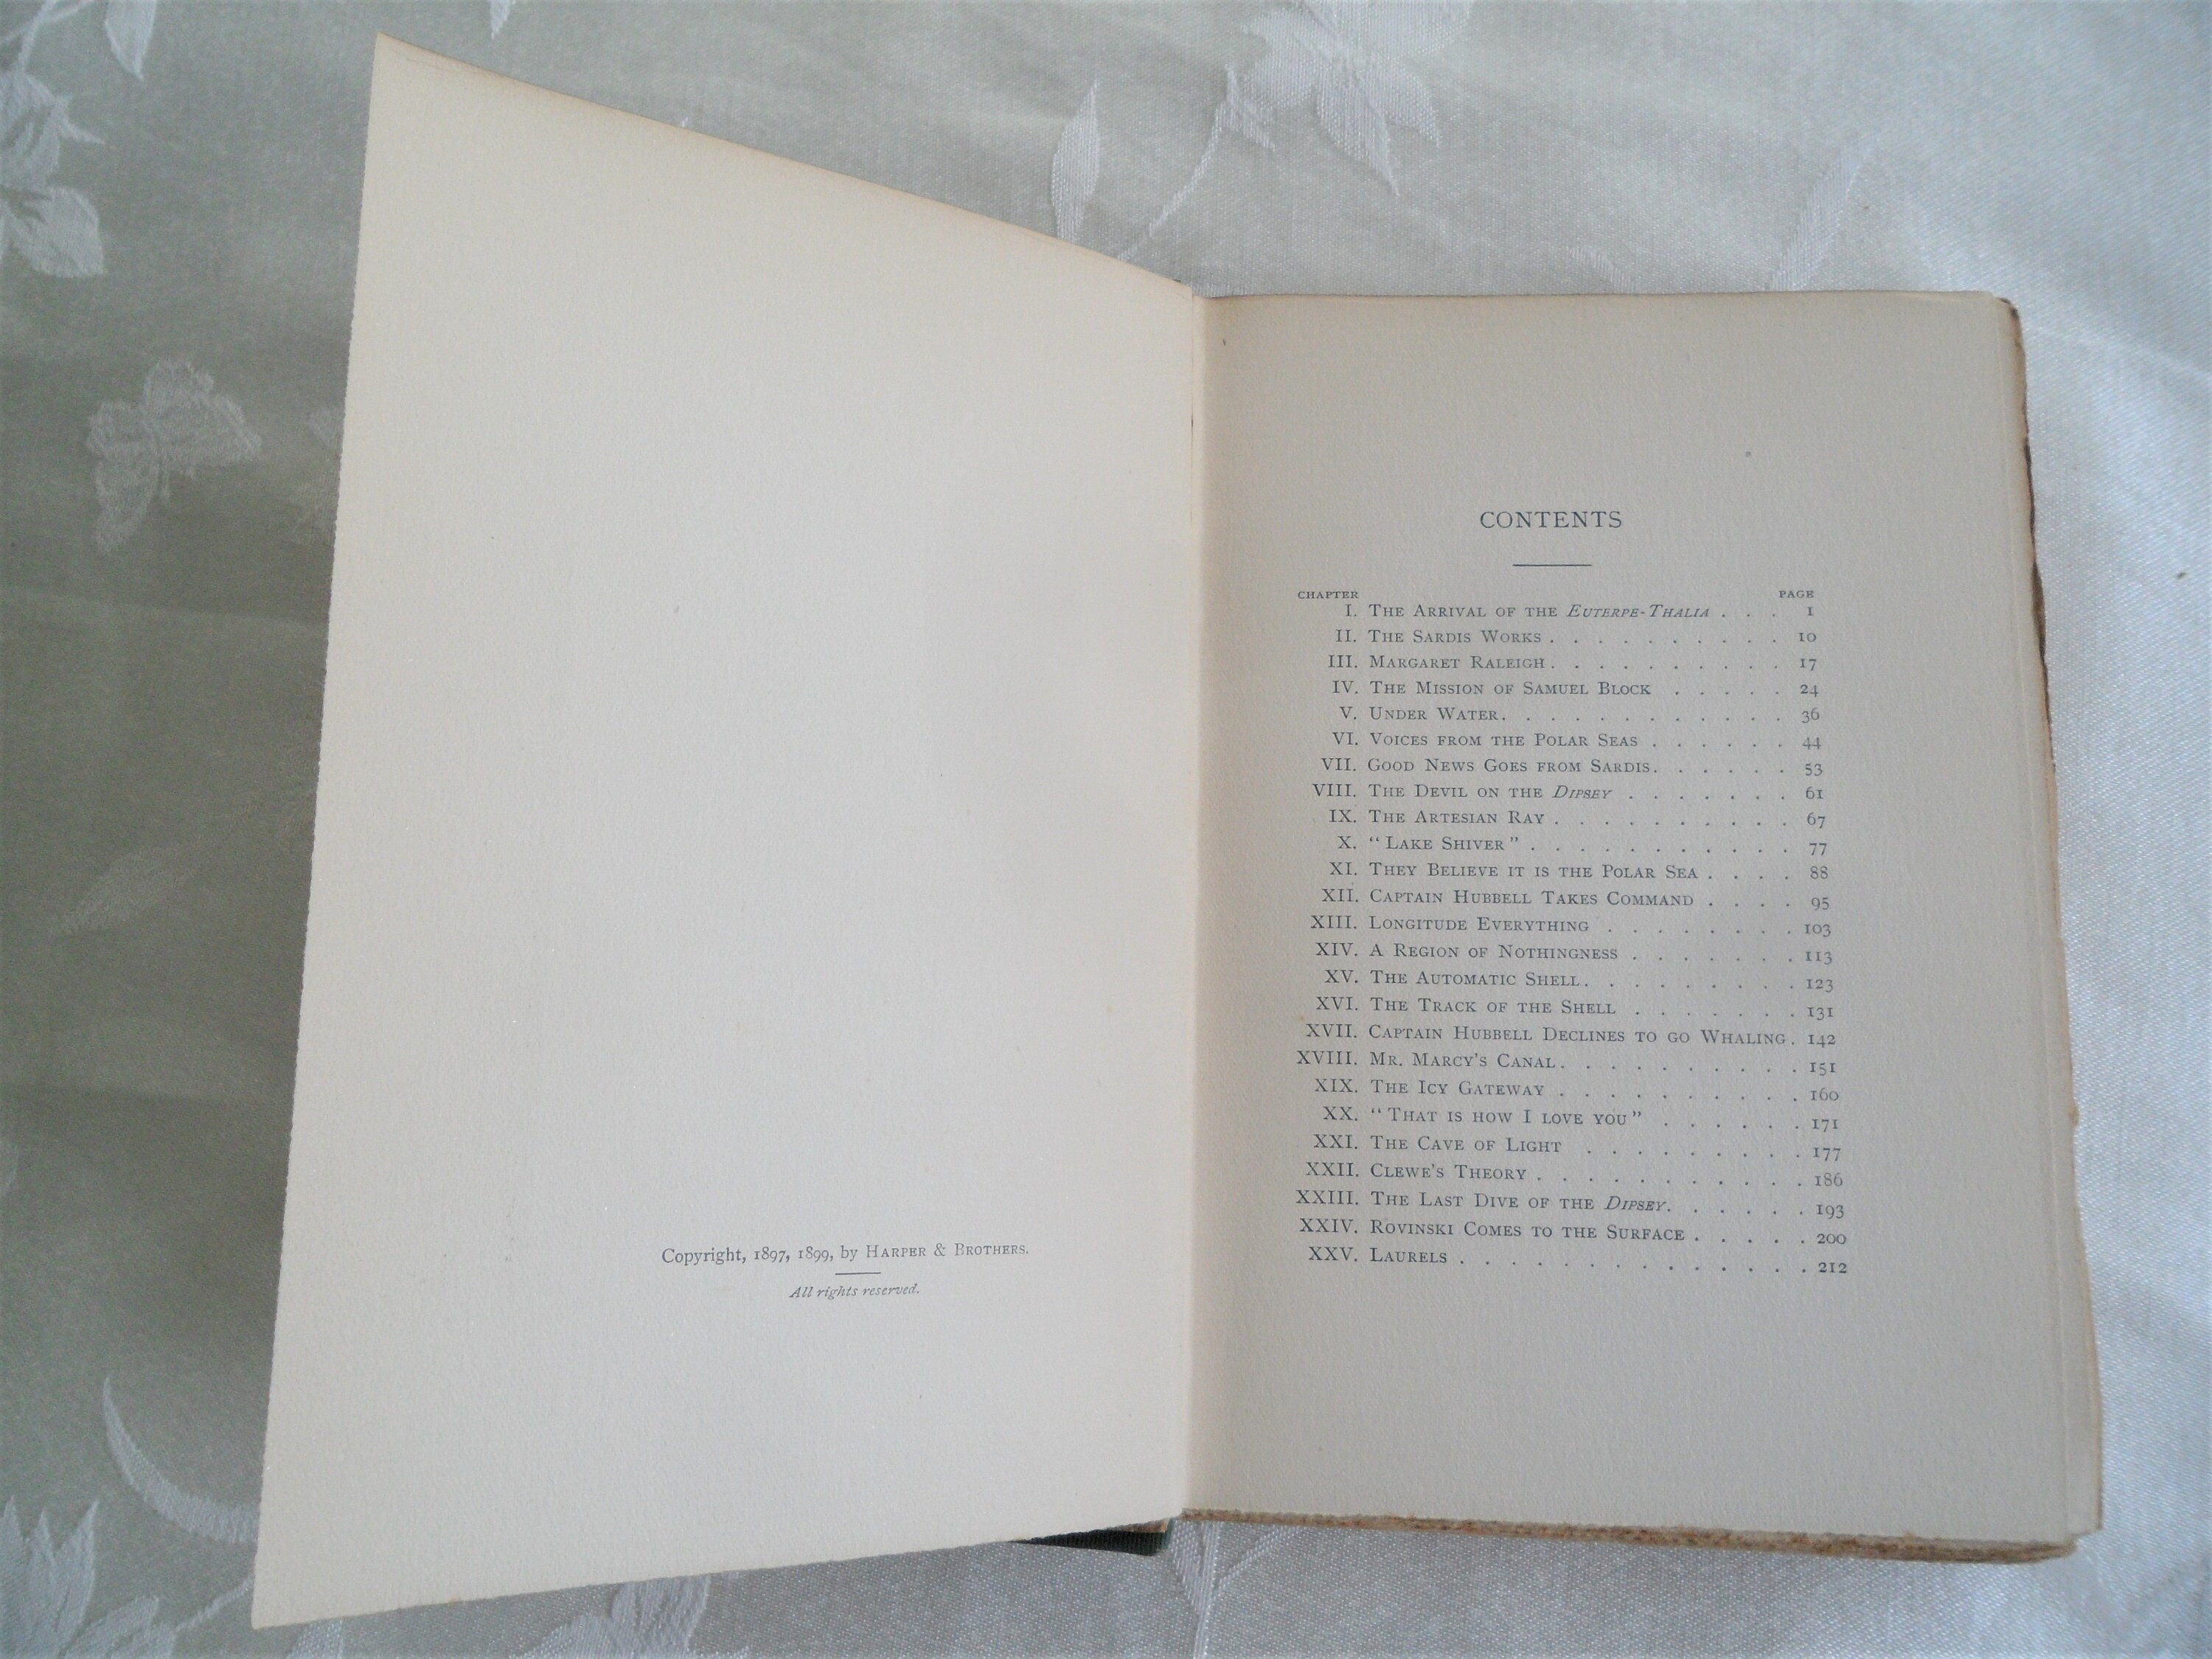 Copyright, 1897, 1899, by HARPER & BROTHERS.
All rights reserved.
CONTENTS
CHAPTER PAGE
I. THE ARRIVAL OF THE EUTERPE-THALIA . . . 1
II. THE SARDIS WORKS . . . . . . . . . . 10
III. MARGARET RALEIGH . . . . . . . . . . 17
IV. THE MISSION OF SAMUEL BLOCK . . . . . 24
V. UNDER WATER. . . . . . . . . . . . 36
VI. VOICES FROM THE POLAR SEAS . . . . . . 44
VII. GOOD NEWS GOES FROM SARDIS. . . . . . 53
VIII. THE DEVIL ON THE DIPSEY . . . . . . . 61
IX. THE ARTESIAN RAY . . . . . . . . . . 67
X. “LAKE SHIVER” . . . . . . . . . . . 77
XI. THEY BELIEVE IT IS THE POLAR SEA . . . . 88
XII. CAPTAIN HUBBELL TAKES COMMAND . . . . 95
XIII. LONGITUDE EVERYTHING . . . . . . . . 103
XIV. A REGION OF NOTHINGNESS . . . . . . . 113
XV. THE AUTOMATIC SHELL. . . . . . . . . 123
XVI. THE TRACK OF THE SHELL . . . . . . . 131
XVII. CAPTAIN HUBBELL DECLINES TO GO WHALING . 142
XVIII. MR. MARCY'S CANAL. . . . . . . . . . 151
XIX. THE ICY GATEWAY . . . . . . . . . . 160
XX. “THAT IS HOW I LOVE YOU” . . . . . . 171
XXI. THE CAVE OF LIGHT . . . . . . . . . 177
XXII. CLEWE'S THEORY . . . . . . . . . . . 186
XXIII. THE LAST DIVE OF THE DIPSEY. . . . . . 193
XXIV. ROVINSKI COMES TO THE SURFACE . . . . . 200
XXV. LAURELS . . . . . . . . . . . . . . 212